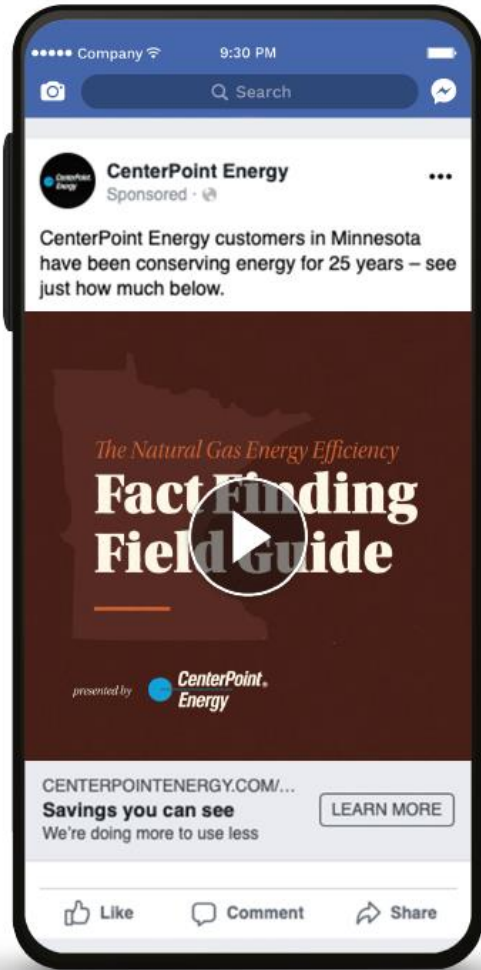 Company 9:30 PM
Search
CenterPoint Energy
CenterPoint Energy
Sponsored ·
CenterPoint Energy customers in Minnesota
have been conserving energy for 25 years – see
just how much below.
The Natural Gas Energy Efficiency
Fact Finding
Field Guide
presented by
CenterPoint®
Energy
CENTERPOINTENERGY.COM/...
Savings you can see
We're doing more to use less
LEARN MORE
Like Comment Share